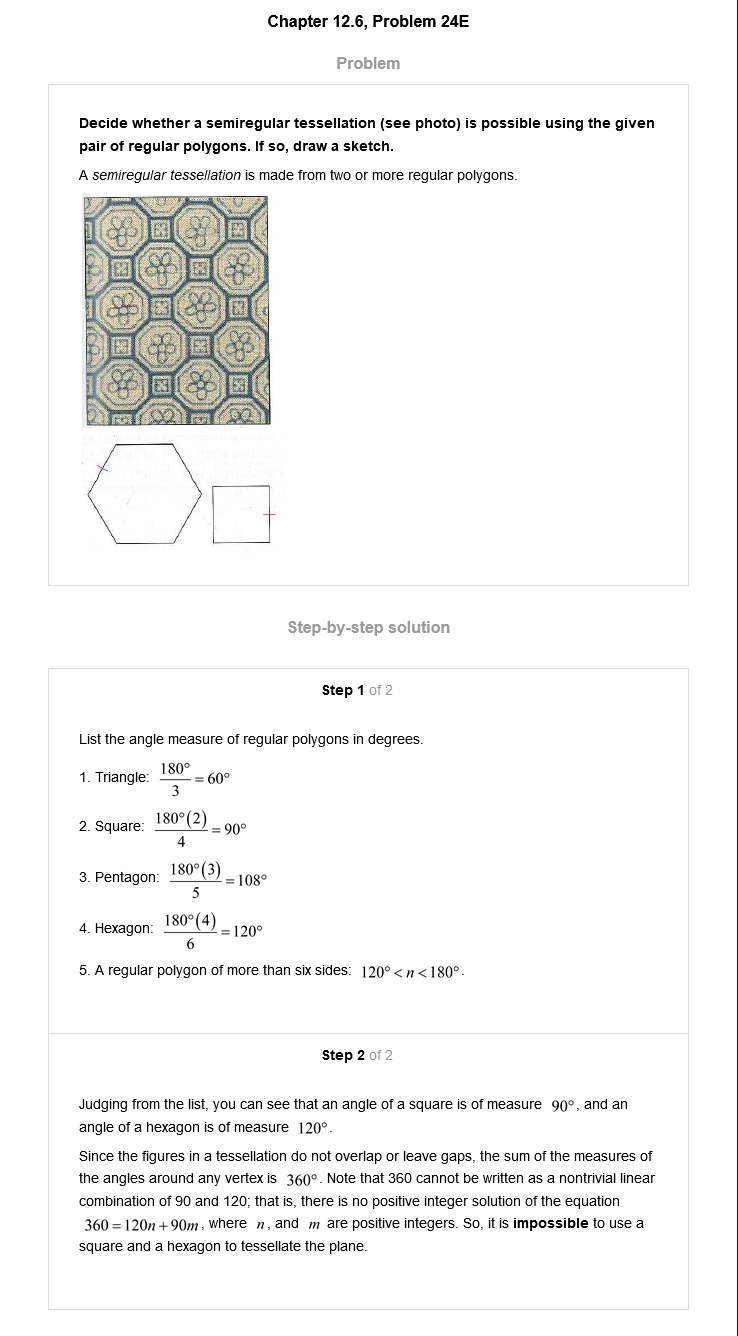 Chapter 12.6, Problem 24E
Problem
Decide whether a semiregular tessellation (see photo) is possible using the given
pair of regular polygons. If so, draw a sketch.
A semiregular tessellation is made from two or more regular polygons.
Step-by-step solution
Step 1 of 2
List the angle measure of regular polygons in degrees.
1. Triangle: 180°/3 = 60°
2. Square: 180°(2)/4 = 90°
3. Pentagon: 180°(3)/5 = 108°
4. Hexagon: 180°(4)/6 = 120°
5. A regular polygon of more than six sides: 120° < n < 180°.
Step 2 of 2
Judging from the list, you can see that an angle of a square is of measure 90°, and an
angle of a hexagon is of measure 120°.
Since the figures in a tessellation do not overlap or leave gaps, the sum of the measures of
the angles around any vertex is 360°. Note that 360 cannot be written as a nontrivial linear
combination of 90 and 120; that is, there is no positive integer solution of the equation
360 = 120n + 90m, where n, and m are positive integers. So, it is impossible to use a
square and a hexagon to tessellate the plane.